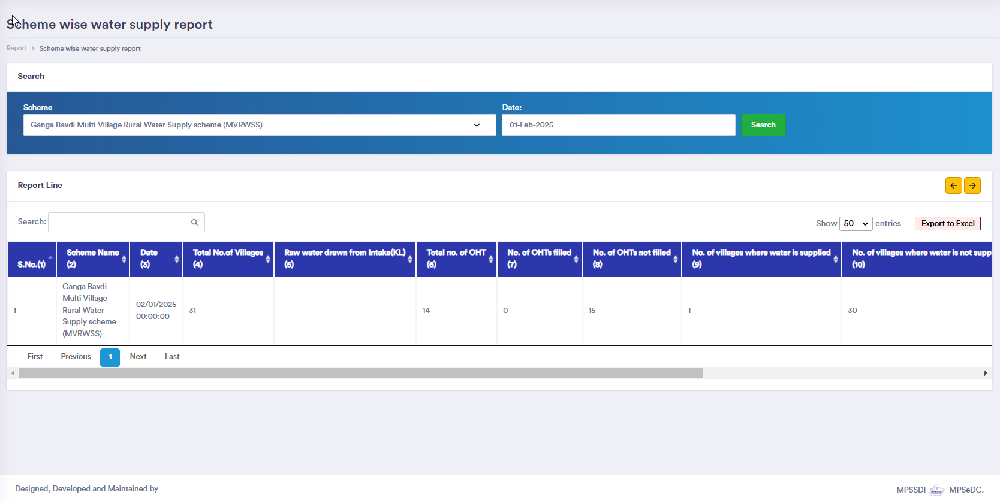 Scheme wise water supply report
Report > Scheme wise water supply report
Search
Scheme
Date:
Ganga Bavdi Multi Village Rural Water Supply scheme (MVRWSS)
01-Feb-2025
Search
Report Line
Search:
Show 50 entries
Export to Excel
S.No.(1)
Scheme Name
(2)
Date
(3)
Total No.of Villages
(4)
Raw water drawn from Intake(KL)
(5)
Total no. of OHT
(6)
No. of OHTs filled
(7)
No. of OHTs not filled
(8)
No. of villages where water is supplied
(9)
No. of villages where water is not suppl
(10)
1
Ganga Bavdi
Multi Village
Rural Water
Supply scheme
(MVRWSS)
02/01/2025
00:00:00
31
14
0
15
1
30
First Previous 1 Next Last
Designed, Developed and Maintained by
MPSSDI
MPSeDC.